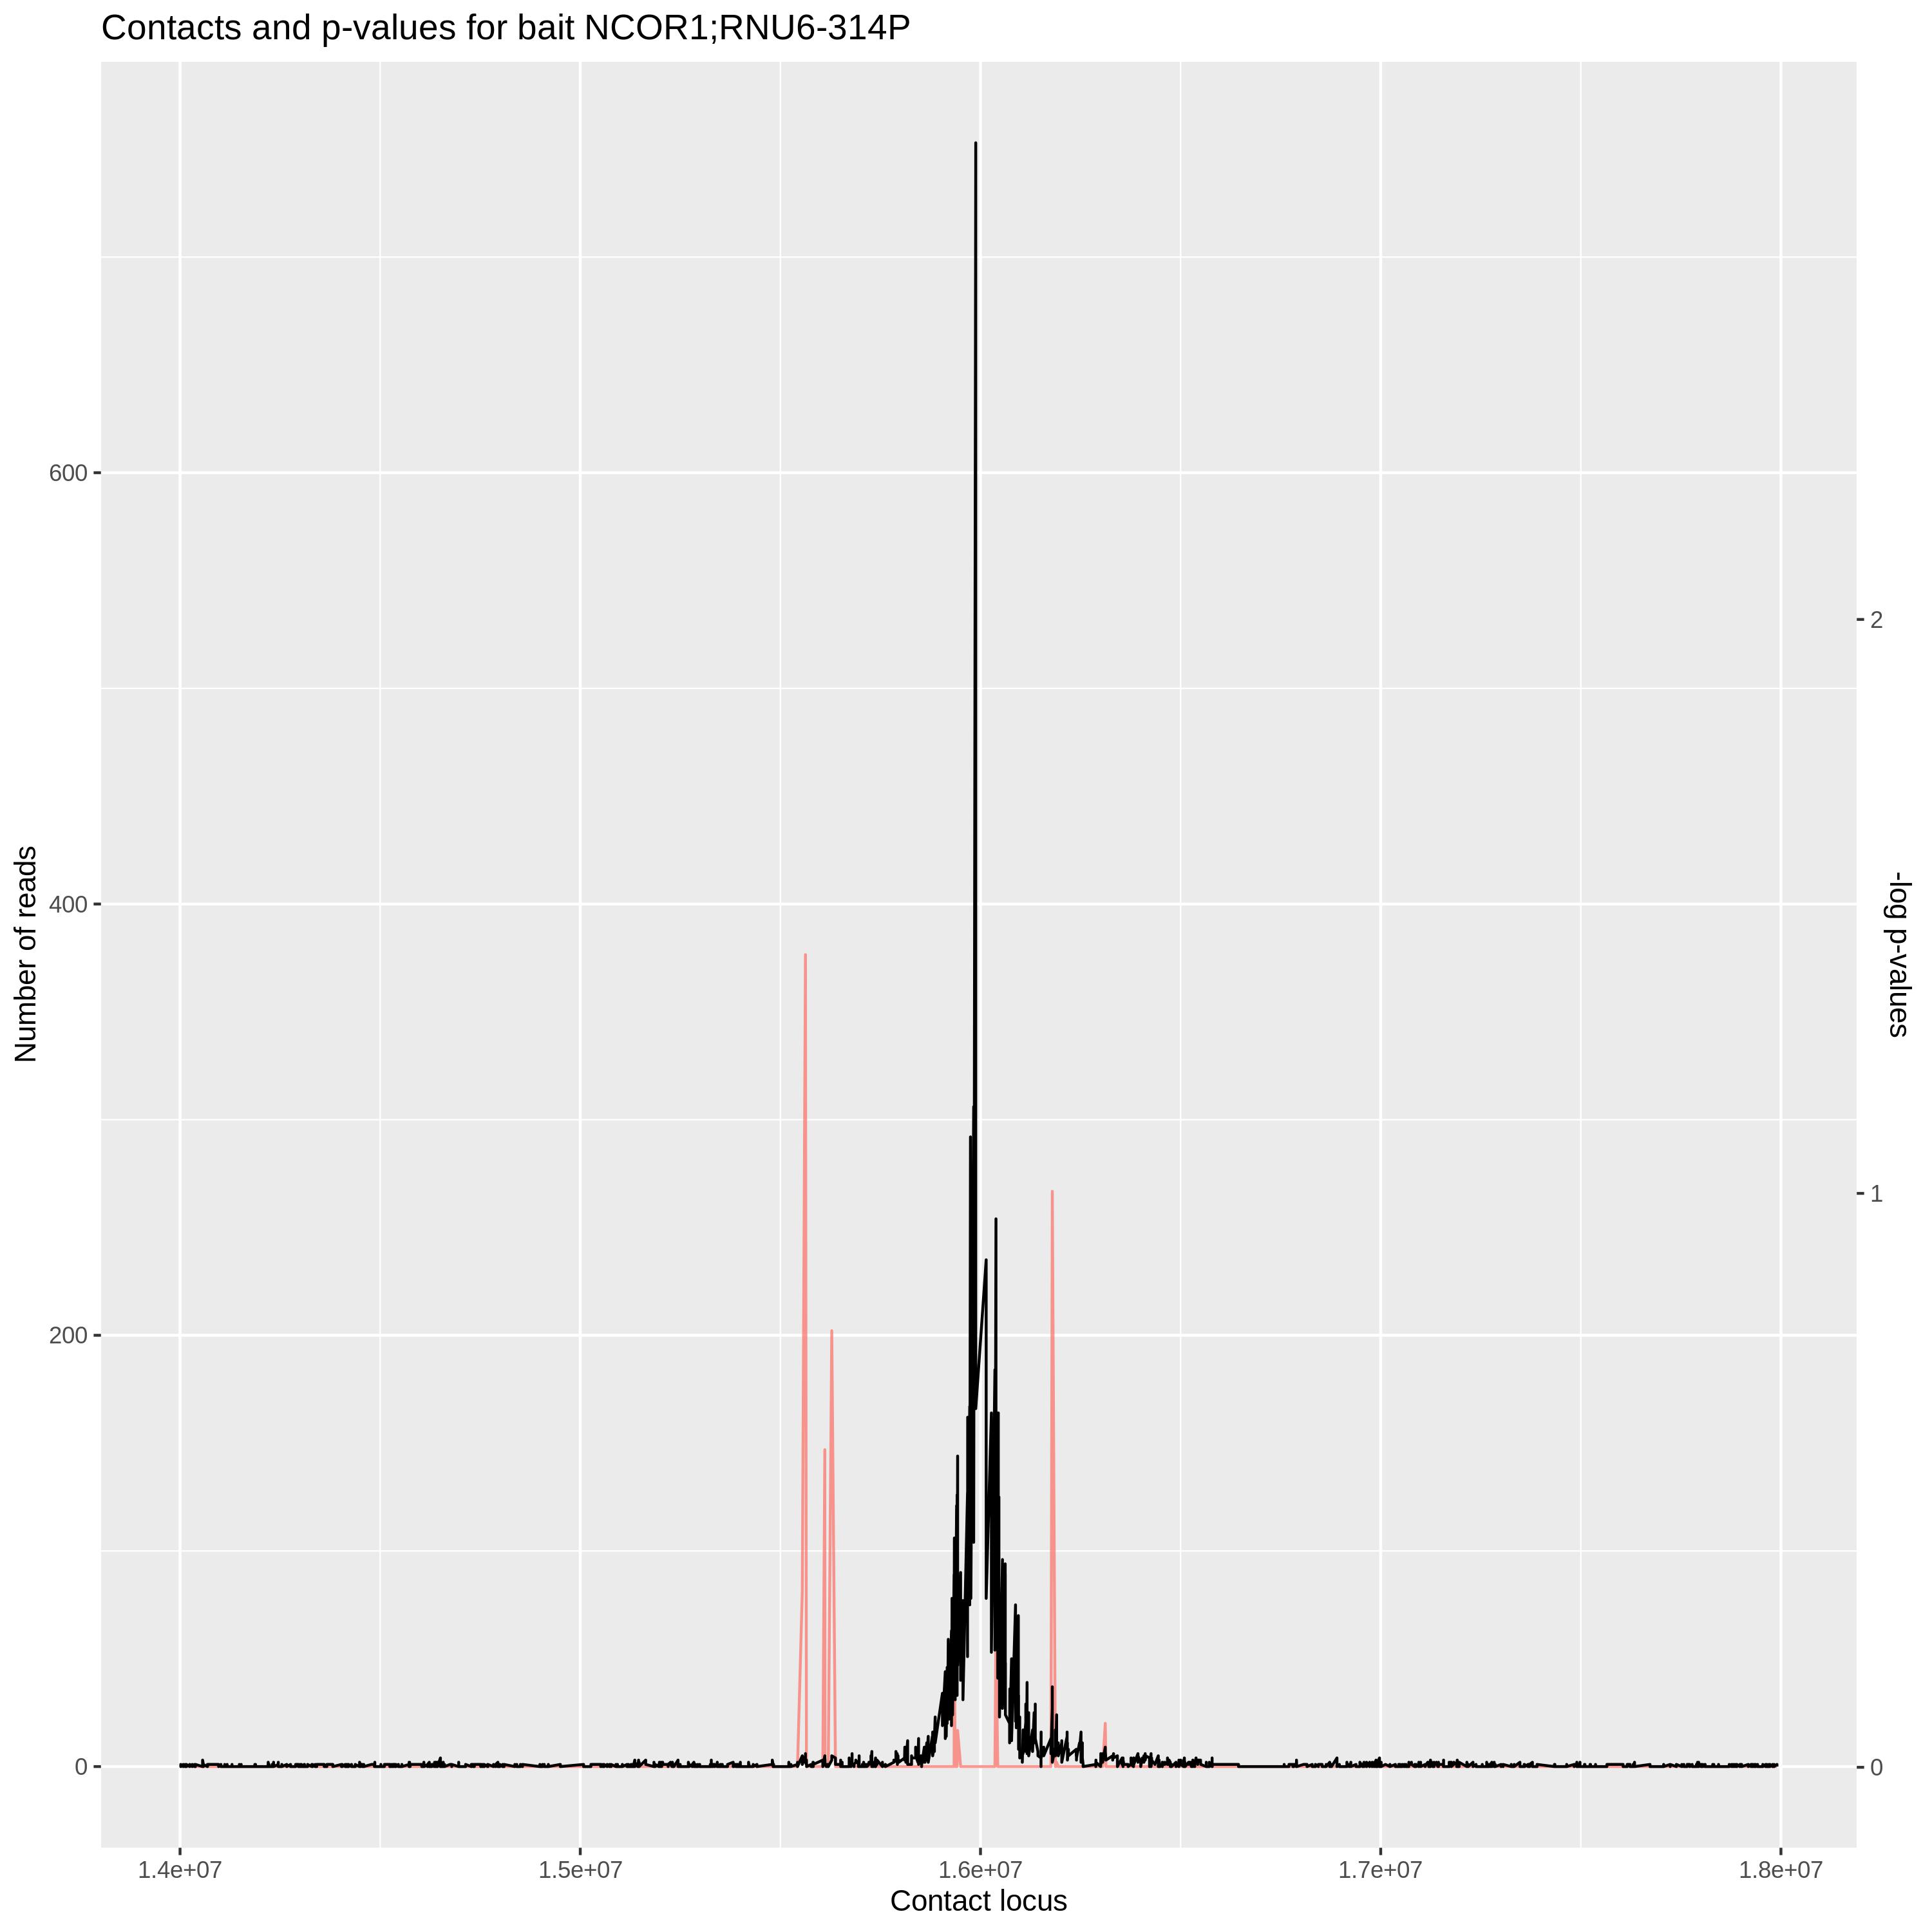 Contacts and p-values for bait NCOR1;RNU6-314P
Number of reads
600
400
200
0
2
1
0
-log p-values
1.4e+07
1.5e+07
1.6e+07
1.7e+07
1.8e+07
Contact locus